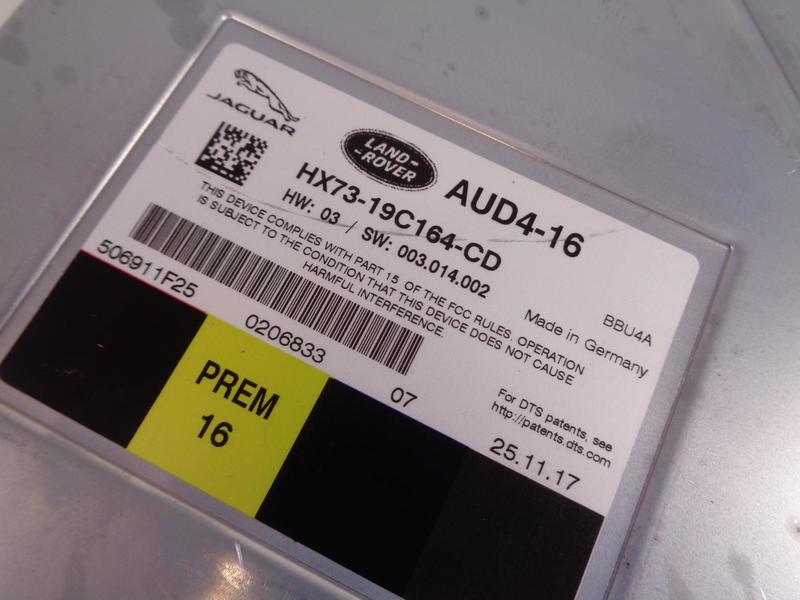 JAGUAR
LAND-
-ROVER
AUD4-16
HX73-19C164-CD
HW: 03 / SW: 003.014.002
THIS DEVICE COMPLIES WITH PART 15 OF THE FCC RULES. OPERATION
IS SUBJECT TO THE CONDITION THAT THIS DEVICE DOES NOT CAUSE
HARMFUL INTERFERENCE.
BBU4A
Made in Germany
506911F25
0206833
07
For DTS patents, see
http://patents.dts.com
25.11.17
PREM
16